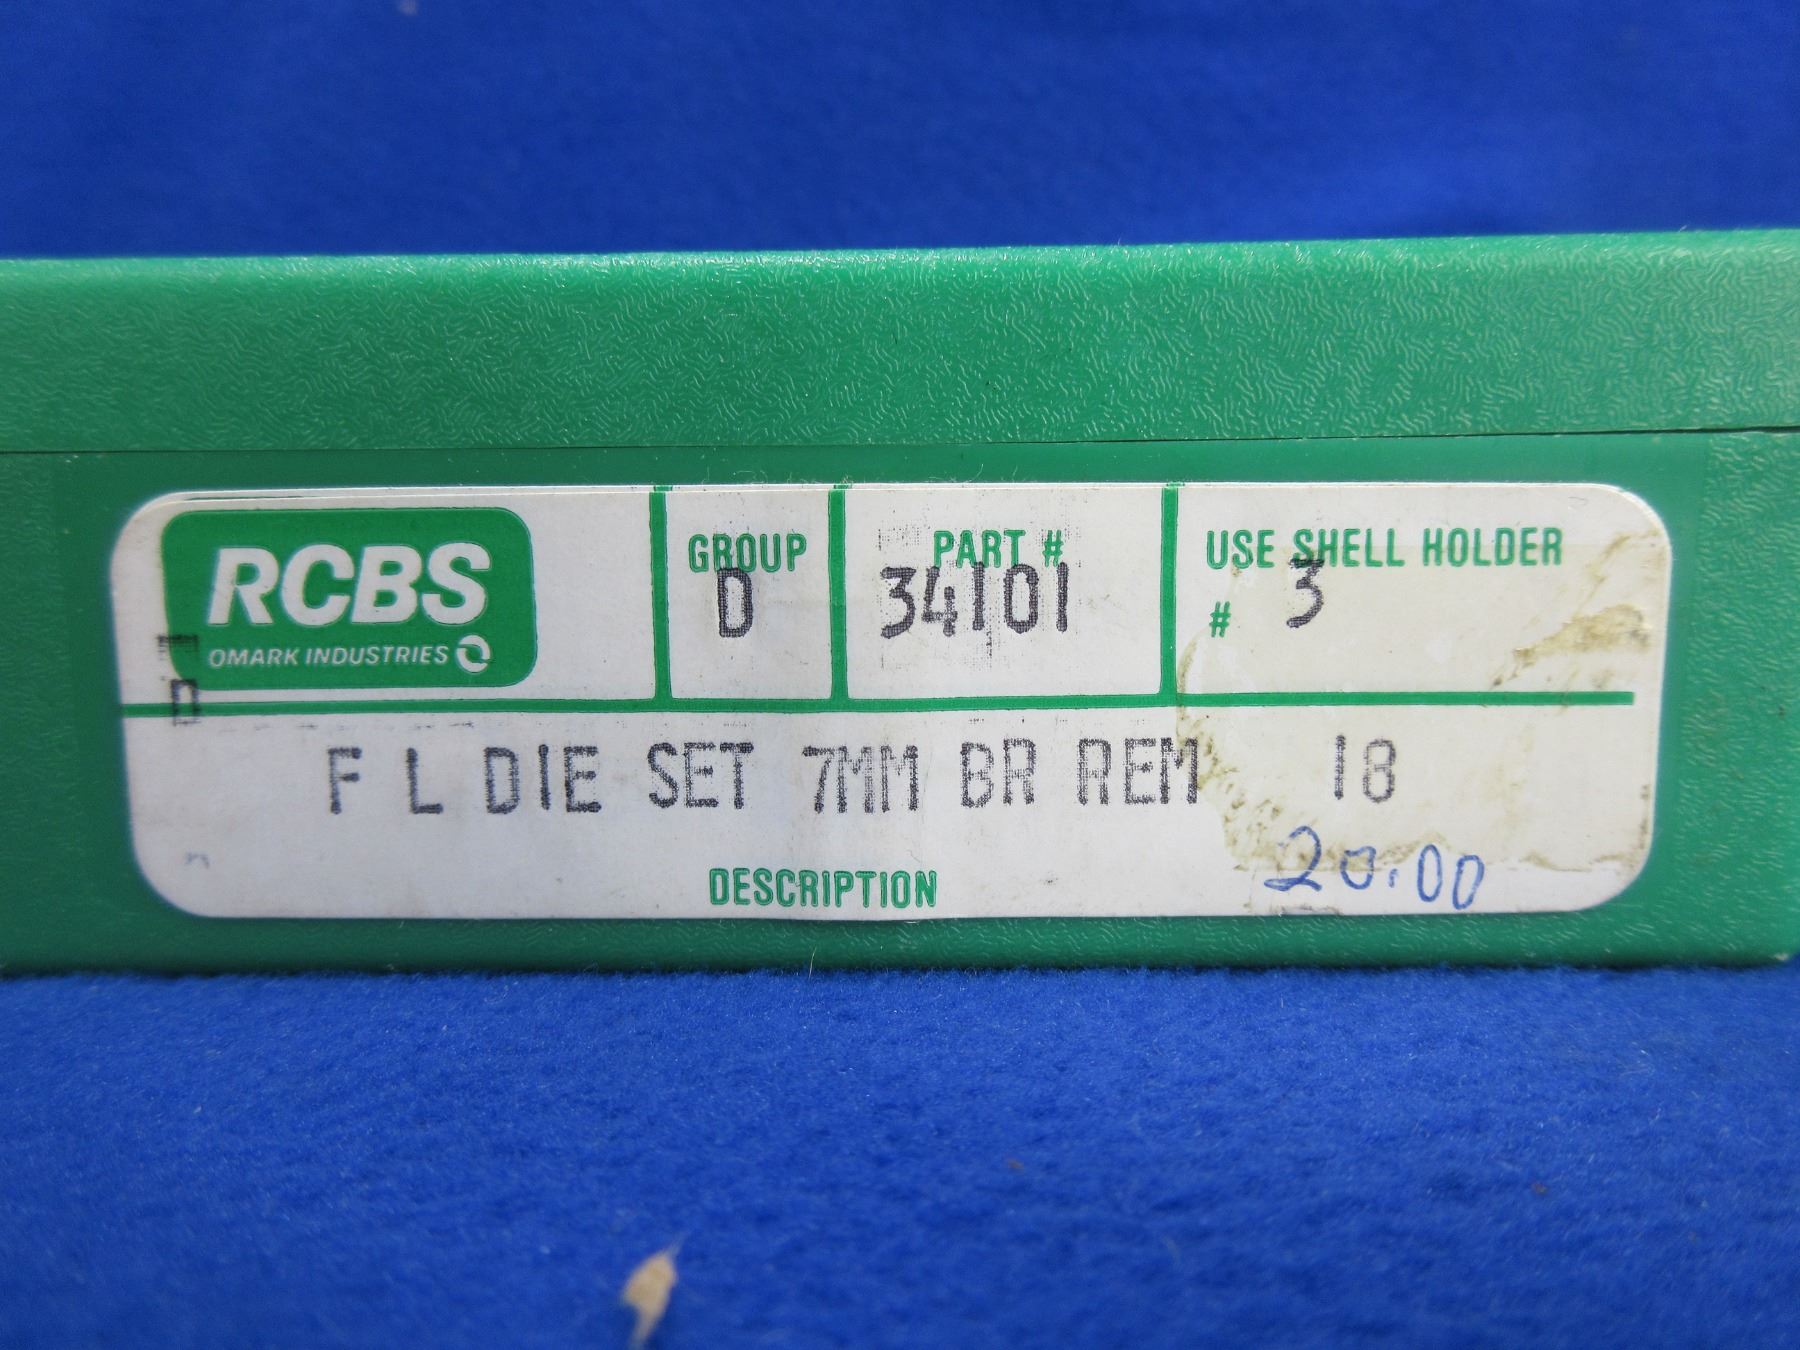 RCBS
OMARK INDUSTRIES
GROUP
D
PART #
34101
USE SHELL HOLDER
# 3
F L DIE SET 7MM BR REM 18
20.00
DESCRIPTION